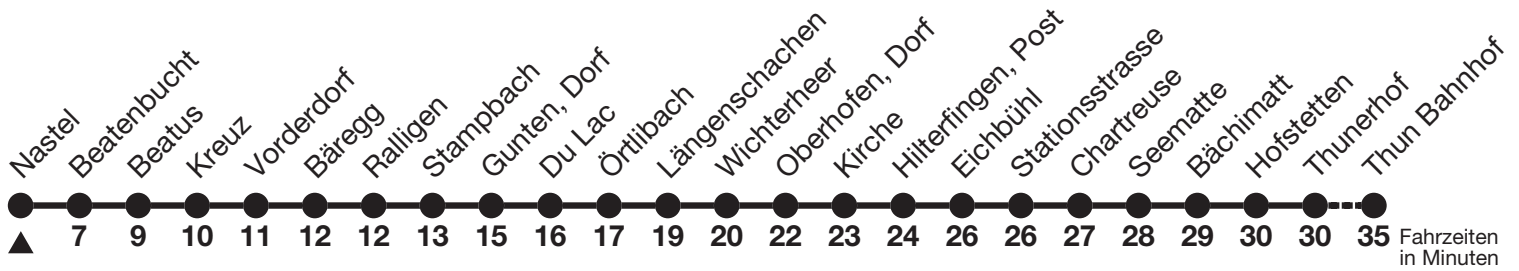 Nastel
Beatenbucht
Beatus
Kreuz
Vorderdorf
Bäregg
Ralligen
Stampbach
Gunten, Dorf
Du Lac
Örtlibach
Längenschachen
Wichterheer
Oberhofen, Dorf
Kirche
Hilterfingen, Post
Eichbühl
Stationsstrasse
Chartreuse
Seematte
Bächimatt
Hofstetten
Thunerhof
Thun Bahnhof
7 9 10 11 12 12 13 15 16 17 19 20 22 23 24 26 26 27 28 29 30 30 35 Fahrzeiten
in Minuten